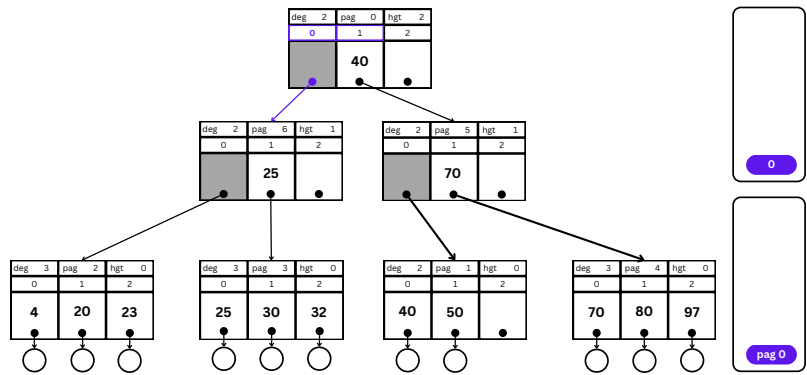 deg 2 pag 0 hgt 2
0 1 2
40
0
deg 2 pag 6 hgt 1
0 1 2
25
deg 2 pag 5 hgt 1
0 1 2
70
deg 3 pag 2 hgt 0
0 1 2
4 20 23
deg 3 pag 3 hgt 0
0 1 2
25 30 32
deg 2 pag 1 hgt 0
0 1 2
40 50
deg 3 pag 4 hgt 0
0 1 2
70 80 97
pag 0